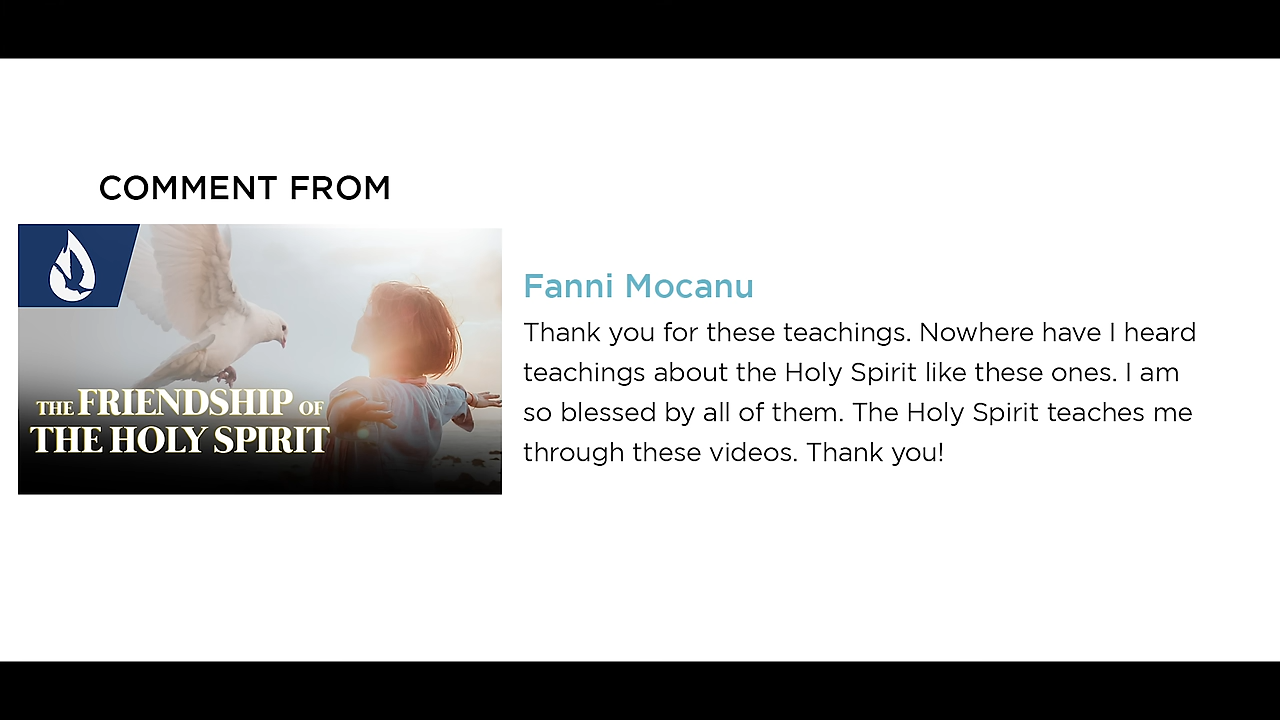 COMMENT FROM
THE FRIENDSHIP OF
THE HOLY SPIRIT
Fanni Mocanu
Thank you for these teachings. Nowhere have I heard
teachings about the Holy Spirit like these ones. I am
so blessed by all of them. The Holy Spirit teaches me
through these videos. Thank you!